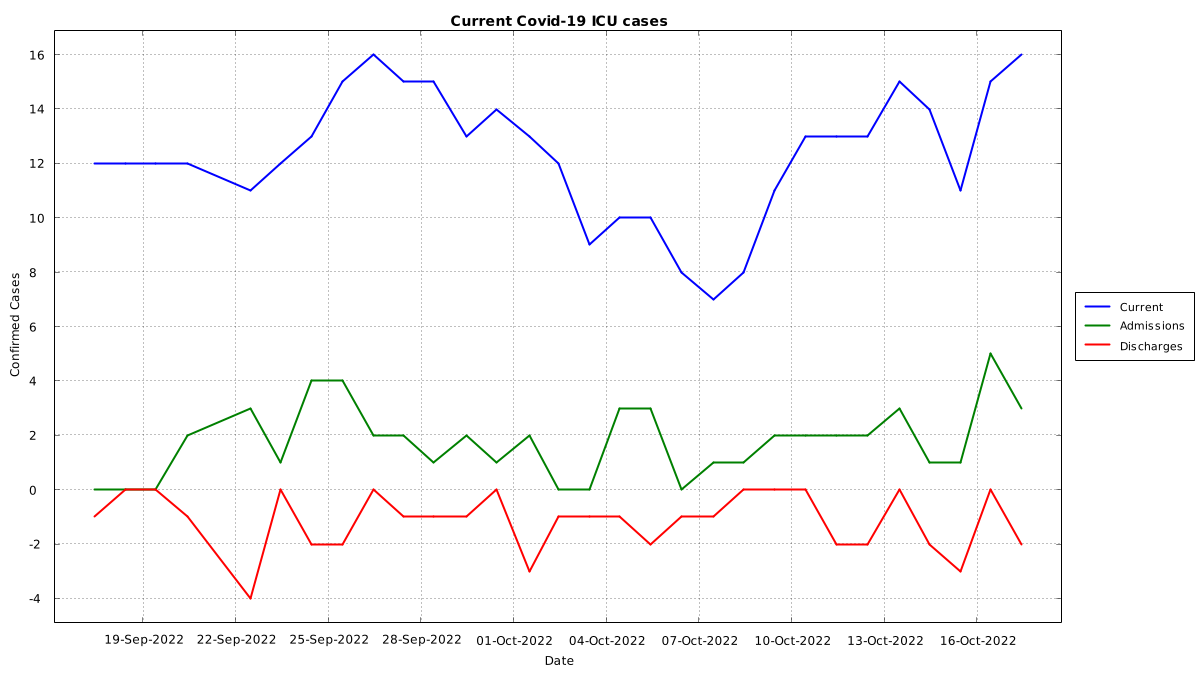 Current Covid-19 ICU cases
Confirmed Cases
16
14
12
10
8
6
4
2
0
-2
-4
19-Sep-2022 22-Sep-2022 25-Sep-2022 28-Sep-2022 01-Oct-2022 04-Oct-2022 07-Oct-2022 10-Oct-2022 13-Oct-2022 16-Oct-2022
Date
Current
Admissions
Discharges